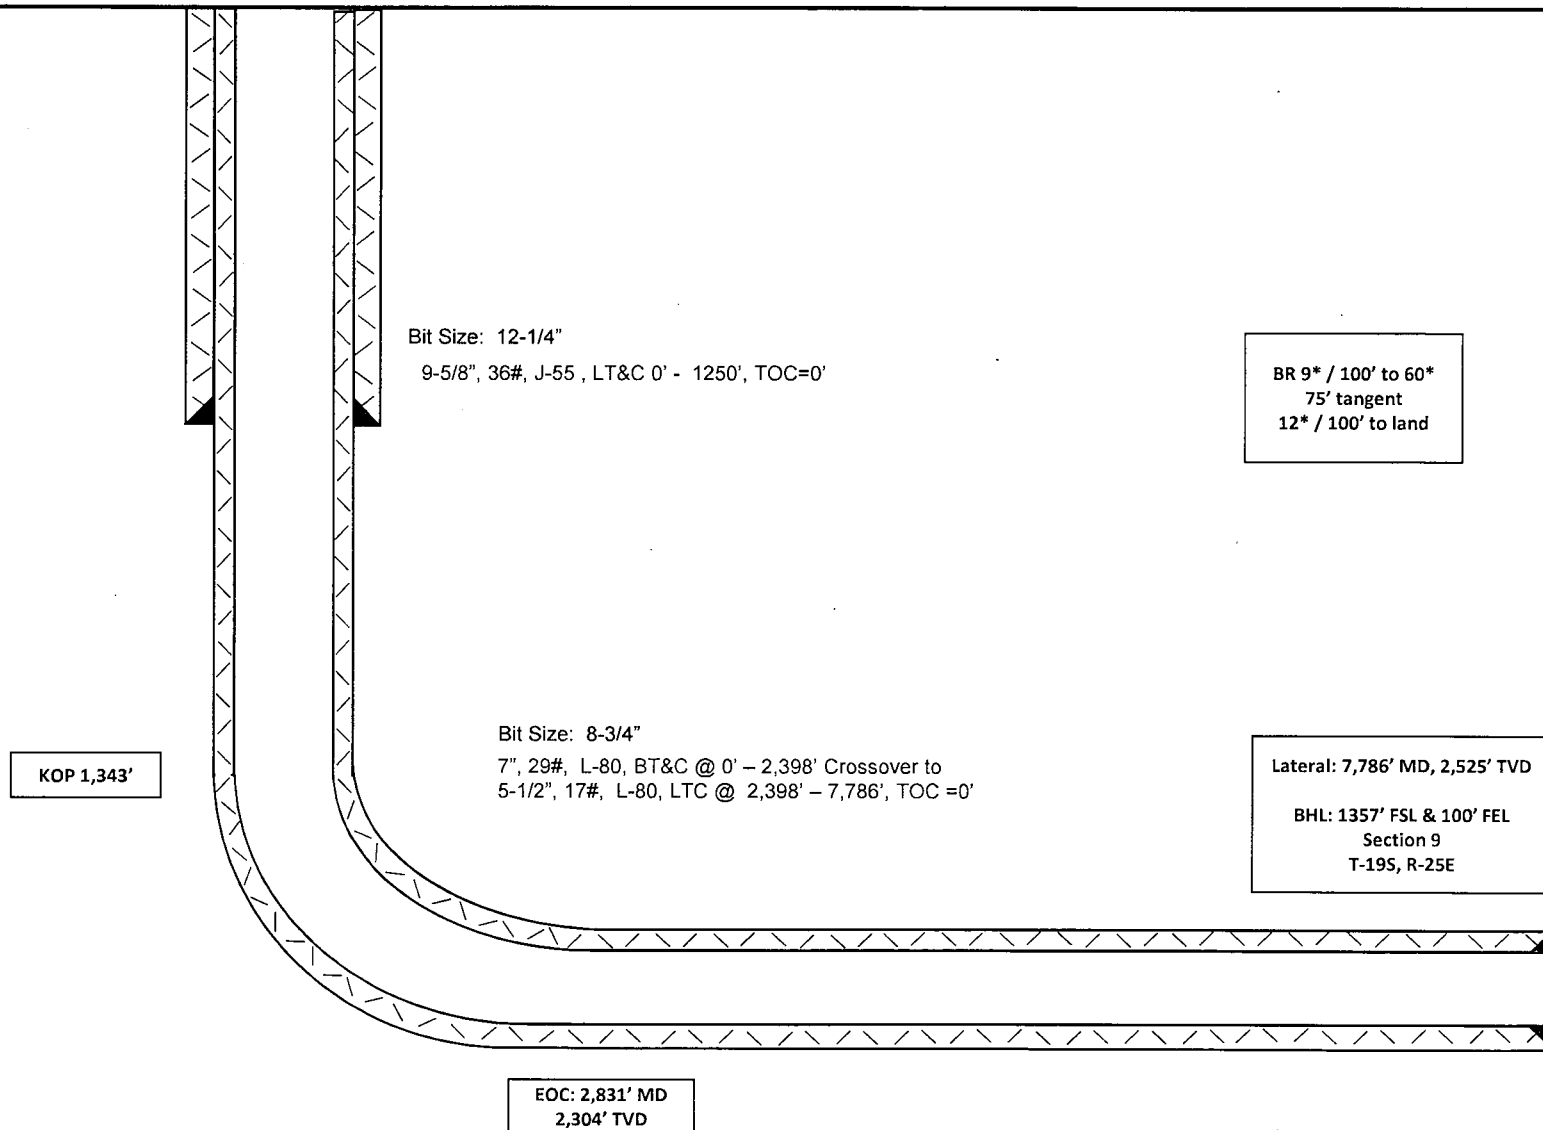 Bit Size: 12-1/4”
9-5/8”, 36#, J-55 , LT&C 0’ - 1250’, TOC=0’
BR 9* / 100’ to 60*
75’ tangent
12* / 100’ to land
KOP 1,343’
Bit Size: 8-3/4”
7”, 29#, L-80, BT&C @ 0’ – 2,398’ Crossover to
5-1/2”, 17#, L-80, LTC @ 2,398’ – 7,786’, TOC =0’
Lateral: 7,786’ MD, 2,525’ TVD
BHL: 1357’ FSL & 100’ FEL
Section 9
T-19S, R-25E
EOC: 2,831’ MD
2,304’ TVD